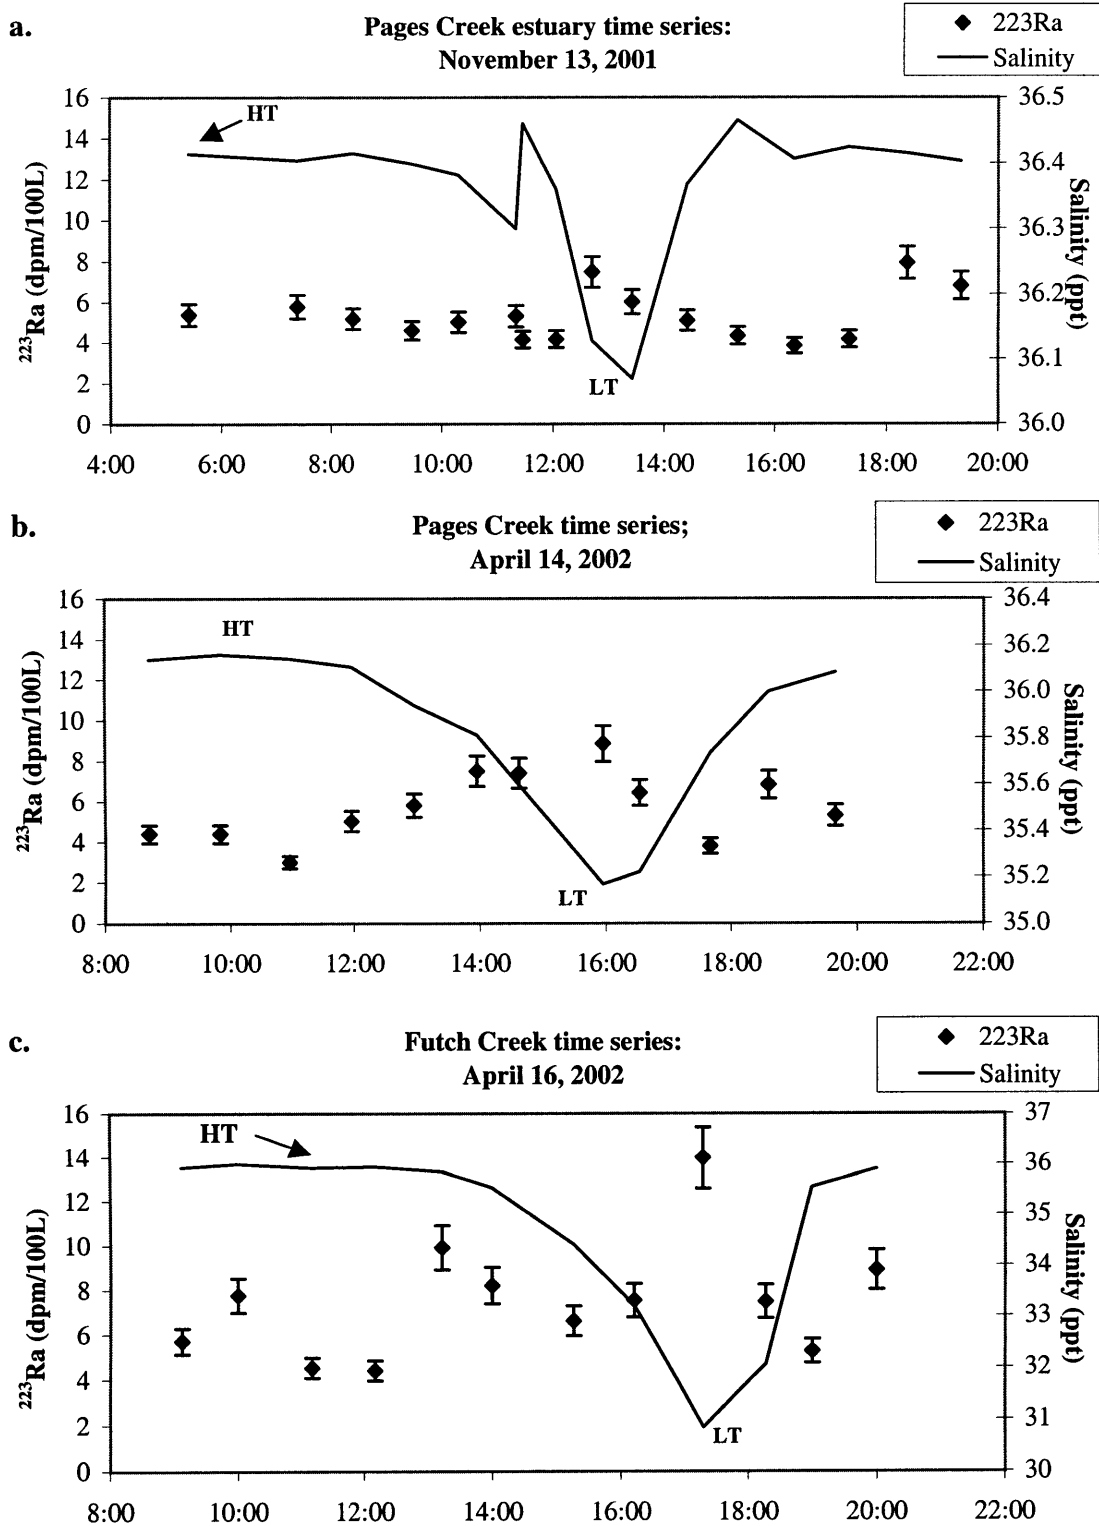 a.
Pages Creek estuary time series:
November 13, 2001
223Ra
Salinity
HT
LT
16
14
12
10
8
6
4
2
0
223Ra (dpm/100L)
36.5
36.4
36.3
36.2
36.1
36.0
Salinity (ppt)
4:00 6:00 8:00 10:00 12:00 14:00 16:00 18:00 20:00
b.
Pages Creek time series;
April 14, 2002
223Ra
Salinity
HT
LT
16
14
12
10
8
6
4
2
0
223Ra (dpm/100L)
36.4
36.2
36.0
35.8
35.6
35.4
35.2
35.0
Salinity (ppt)
8:00 10:00 12:00 14:00 16:00 18:00 20:00 22:00
c.
Futch Creek time series:
April 16, 2002
223Ra
Salinity
HT
LT
16
14
12
10
8
6
4
2
0
223Ra (dpm/100L)
37
36
35
34
33
32
31
30
Salinity (ppt)
8:00 10:00 12:00 14:00 16:00 18:00 20:00